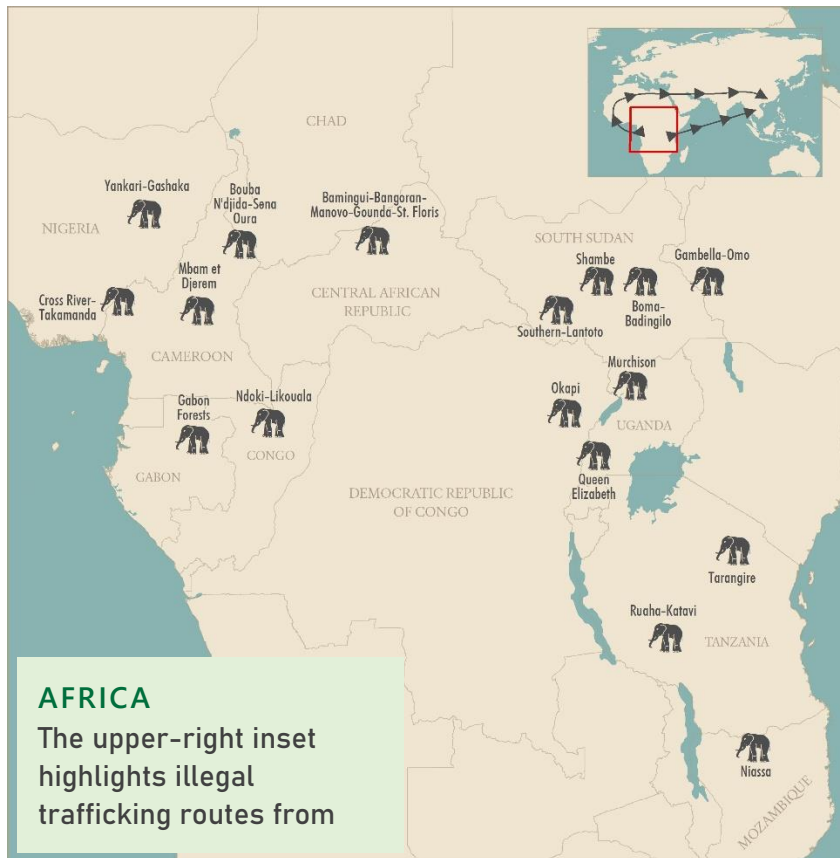 CHAD
Yankari-Gashaka
NIGERIA
Bouba
N'djida-Sena
Oura
Bamingui-Bangoran-
Manovo-Gounda-St. Floris
SOUTH SUDAN
Gambella-Omo
Shambe
Mbam et
Djerem
Cross River-
Takamanda
CENTRAL AFRICAN
REPUBLIC
Boma-
Badingilo
Southern-Lantoto
CAMEROON
Murchison
Okapi
UGANDA
Gabon
Forests
Ndoki-Likouala
CONGO
GABON
Queen
Elizabeth
DEMOCRATIC REPUBLIC
OF CONGO
Tarangire
Ruaha-Katavi
TANZANIA
Niassa
MOZAMBIQUE
AFRICA
The upper-right inset
highlights illegal
trafficking routes from